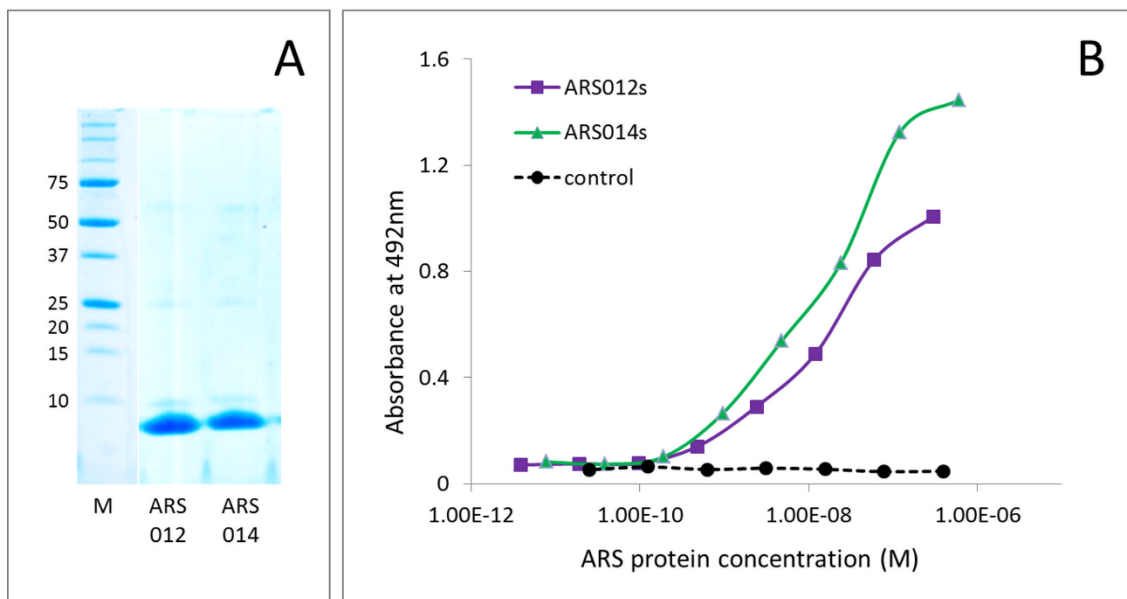 A
75
50
37
25
20
15
10
M
ARS
012
ARS
014
B
1.6
1.2
0.8
0.4
0
Absorbance at 492nm
ARS012s
ARS014s
control
1.00E-12
1.00E-10
1.00E-08
1.00E-06
ARS protein concentration (M)